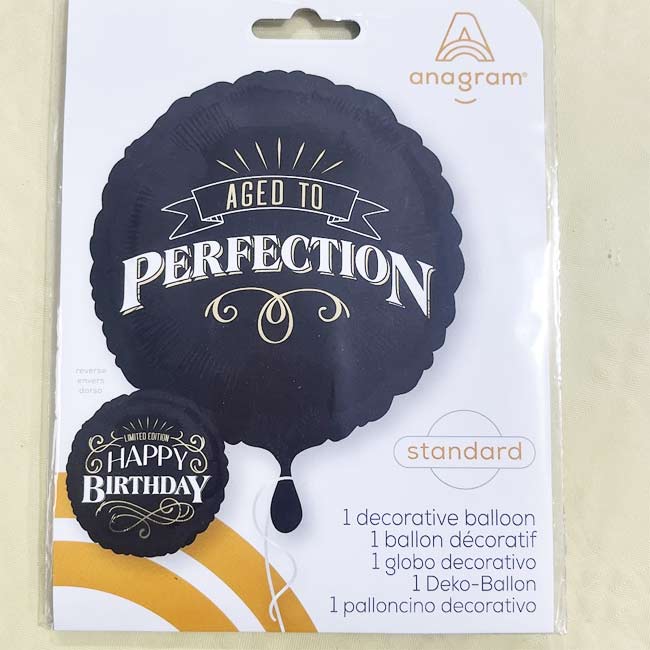 anagram®
AGED TO
PERFECTION
reverse
envers
dorso
LIMITED EDITION
HAPPY
BIRTHDAY
standard
1 decorative balloon
1 ballon décoratif
1 globo decorativo
1 Deko-Ballon
1 palloncino decorativo